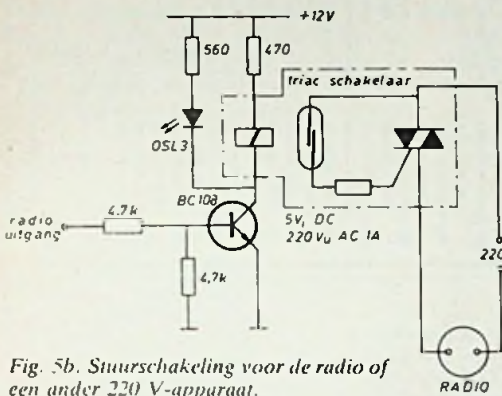 +12V
560
470
triac schakelaar
OSL3
BC108
4.7k
radio
uitgang
4,7k
5V, DC
220Vu AC 1A
220
RADIO
Fig. 5b. Stuurschakeling voor de radio of
een ander 220 V-apparaat.